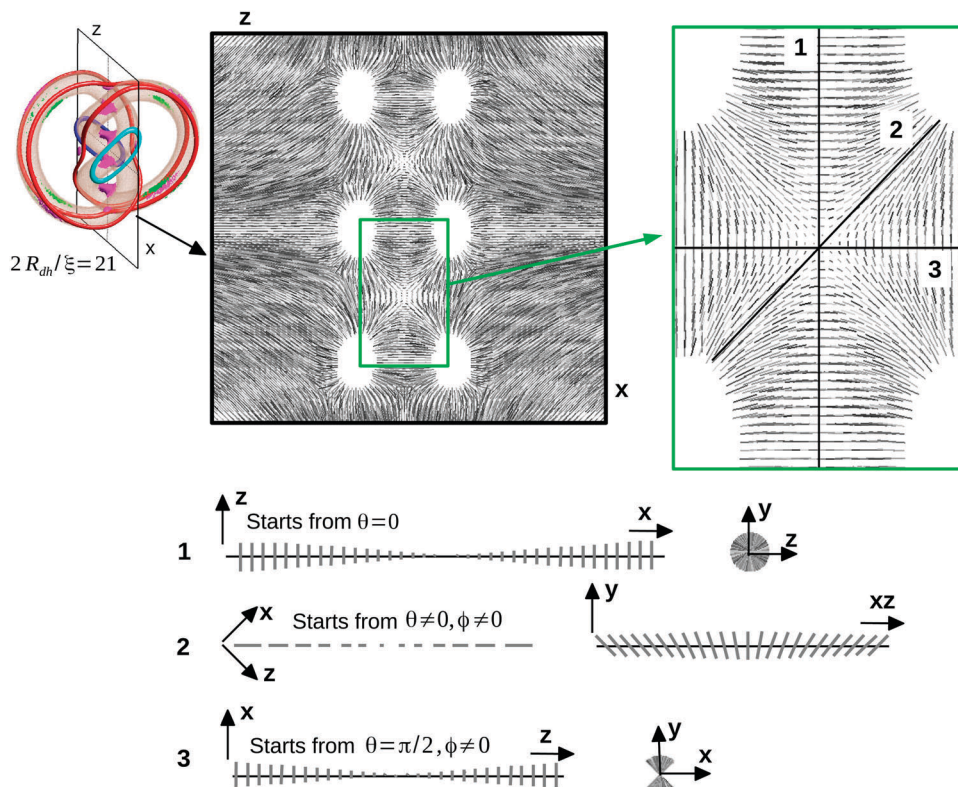 z
x
2 R_dh/ξ=21
z
x
1
2
3
z
Starts from θ=0
x
y
z
1
x
Starts from θ≠0,ϕ≠0
z
2
y
xz
x
Starts from θ=π/2,ϕ≠0
z
y
x
3